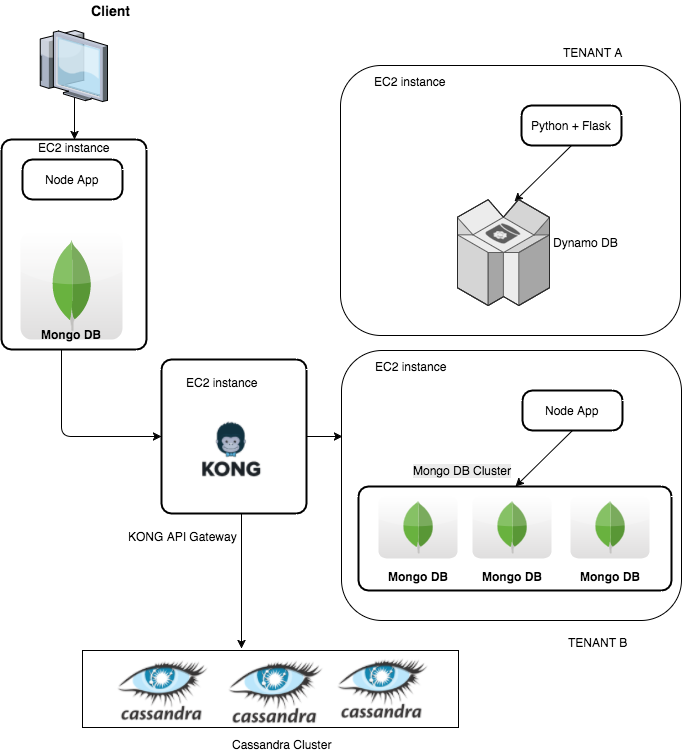 Client
TENANT A
EC2 instance
Python + Flask
Dynamo DB
EC2 instance
Node App
Mongo DB
EC2 instance
KONG
KONG API Gateway
EC2 instance
Node App
Mongo DB Cluster
Mongo DB
Mongo DB
Mongo DB
TENANT B
cassandra
cassandra
cassandra
Cassandra Cluster